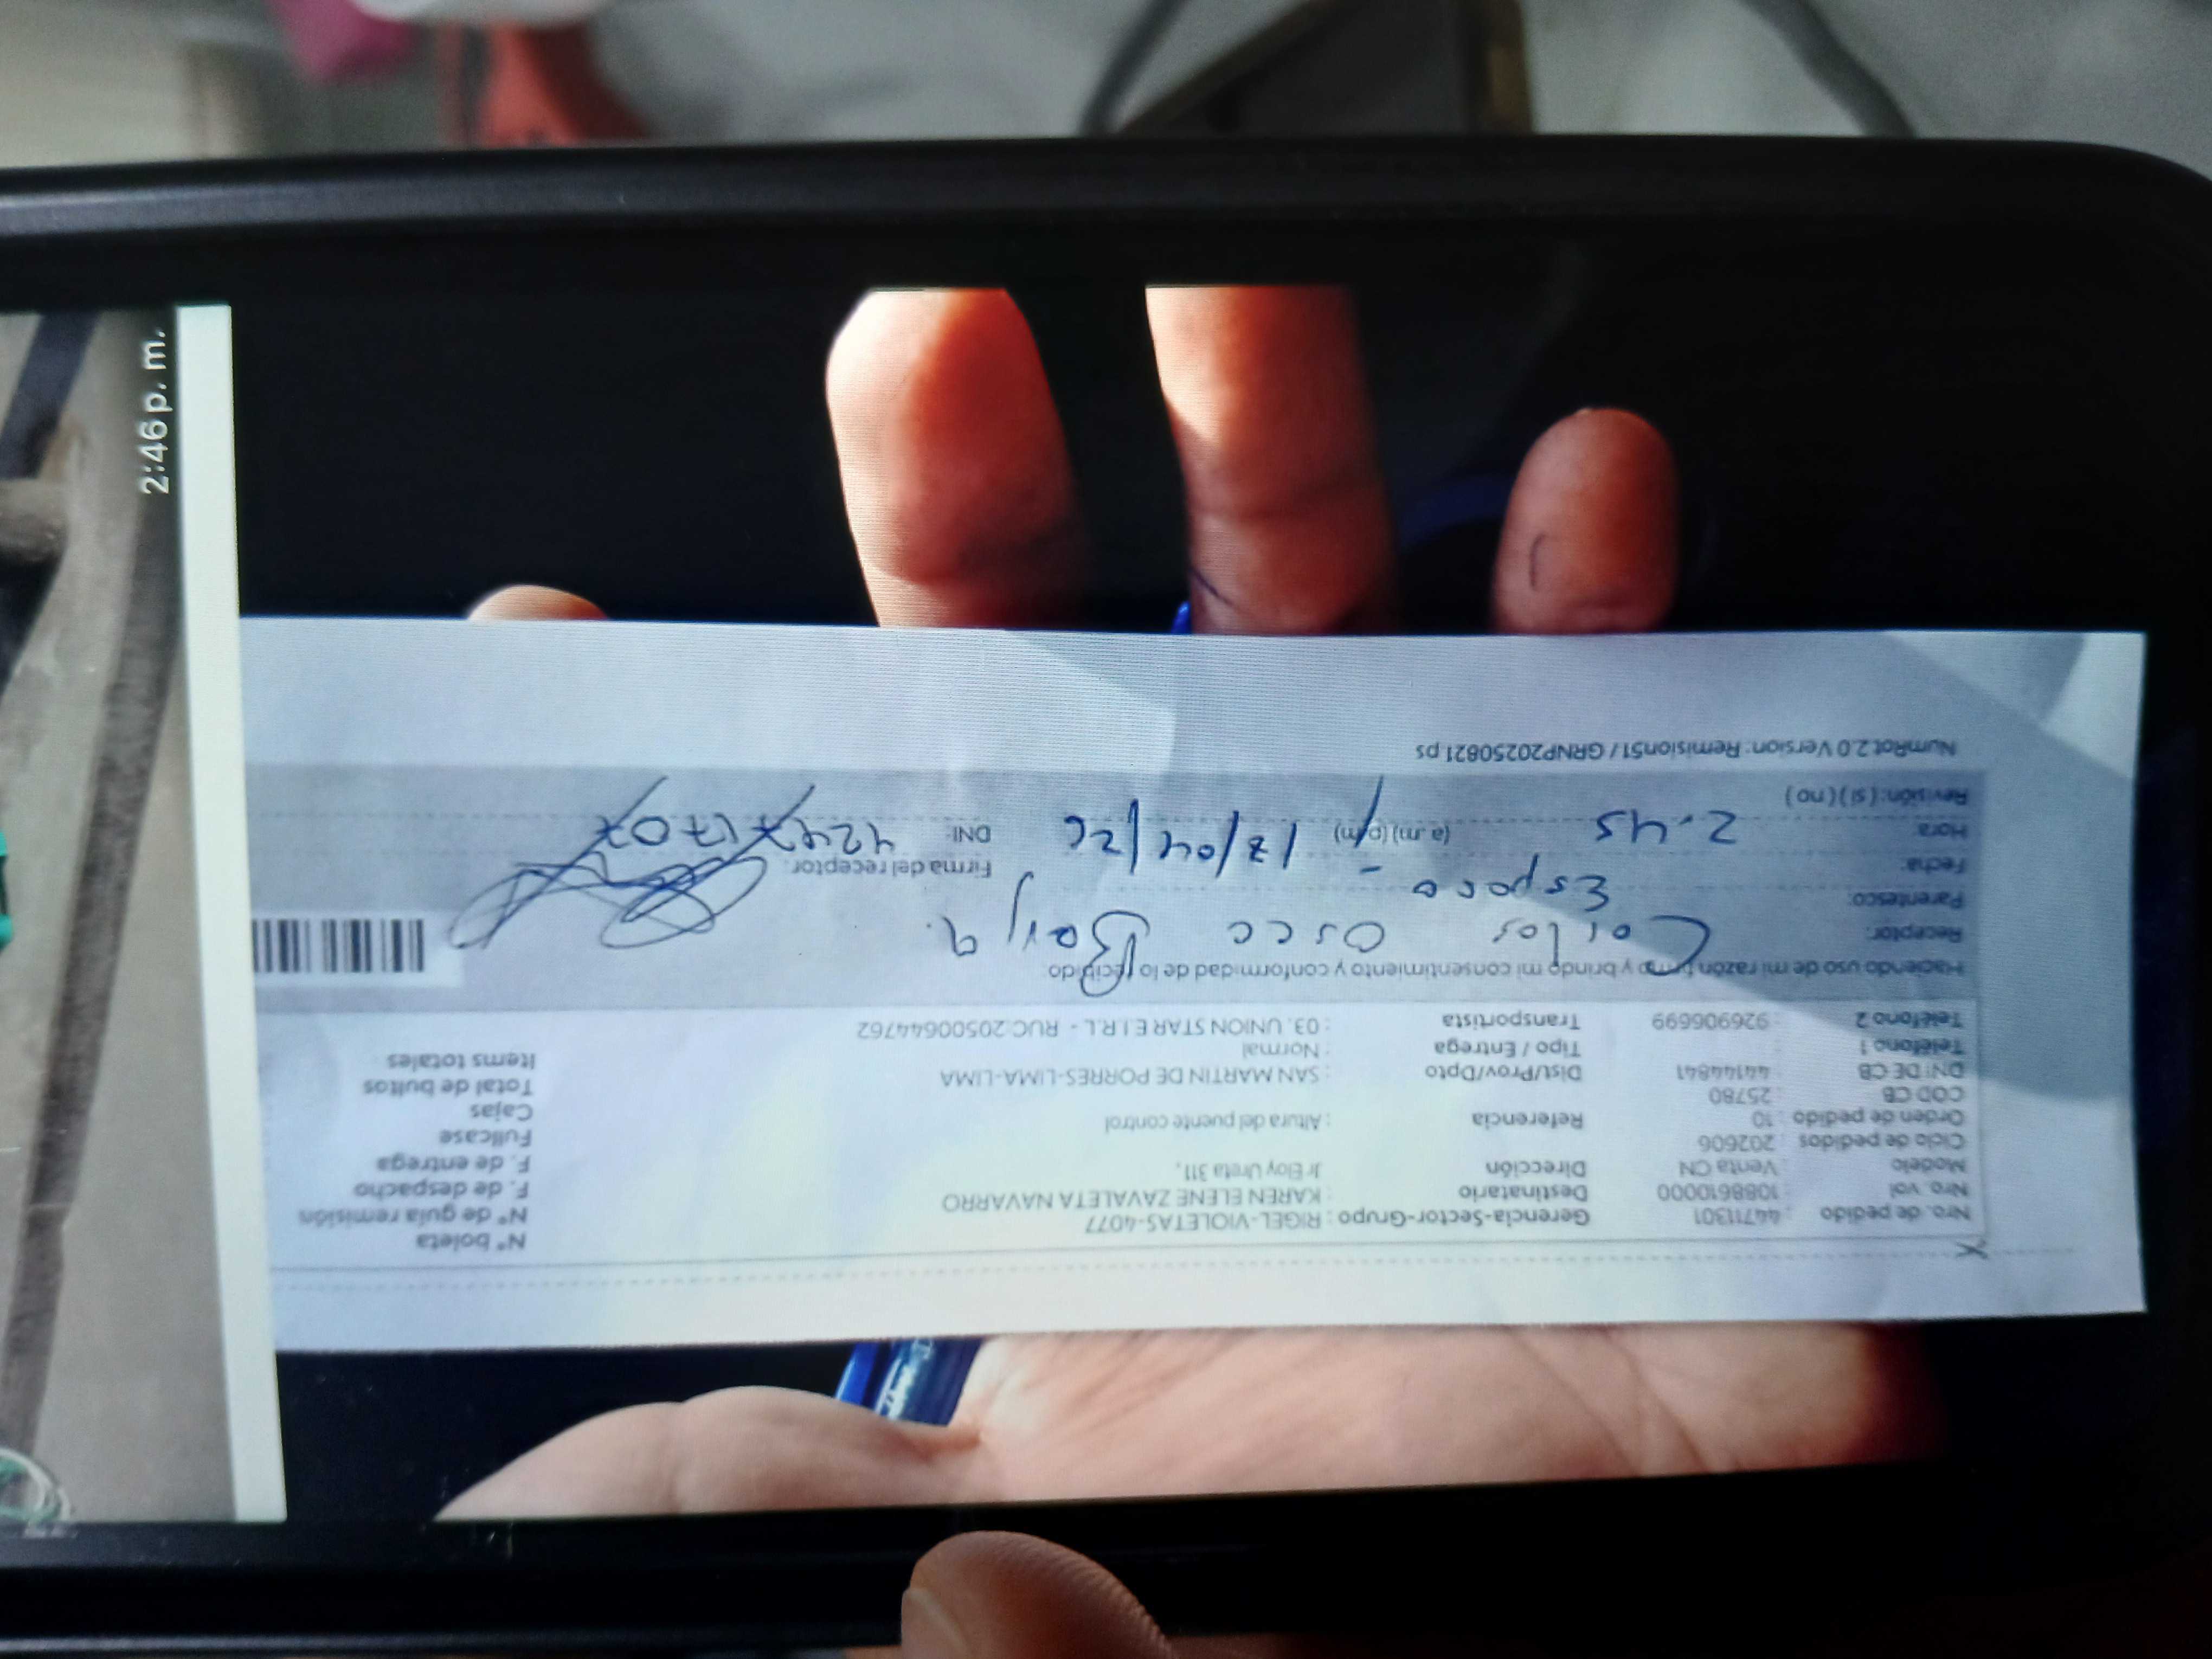 2:46 p. m.
Nro. de pedido : 44711301 Gerencia-Sector-Grupo : RIGEL-VIOLETAS-4077 N° boleta
Nro. vol : 1088610000 Destinatario : KAREN ELENE ZAVALETA NAVARRO N° de guía remisión
Modelo : Venta CN Dirección : Jr Eloy Ureta 311, F. de despacho
Ciclo de pedidos : 202606 F. de entrega
Orden de pedido : 10 Referencia : Altura del puente control Fullcase
COD CB : 25780 Cajas
DNI DE CB : 44144841 Dist/Prov/Dpto : SAN MARTIN DE PORRES-LIMA-LIMA Total de bultos
Teléfono 1 : Tipo / Entrega : Normal Items totales
Teléfono 2 : 926906699 Transportista : 03. UNION STAR E.I.R.L - RUC:20500644762
Haciendo uso de mi razón firmo y brindo mi consentimiento y conformidad de lo recibido
Receptor: Carlos Oscc
Parentesco: Esposo - Firma del receptor:
Fecha: 17/04/26
Hora: 2.45 (a.m) (p.m) DNI:
Revisión: ( si ) ( no )
NumRot 2.0 Version: Remision51 / GRNP20250821 ps